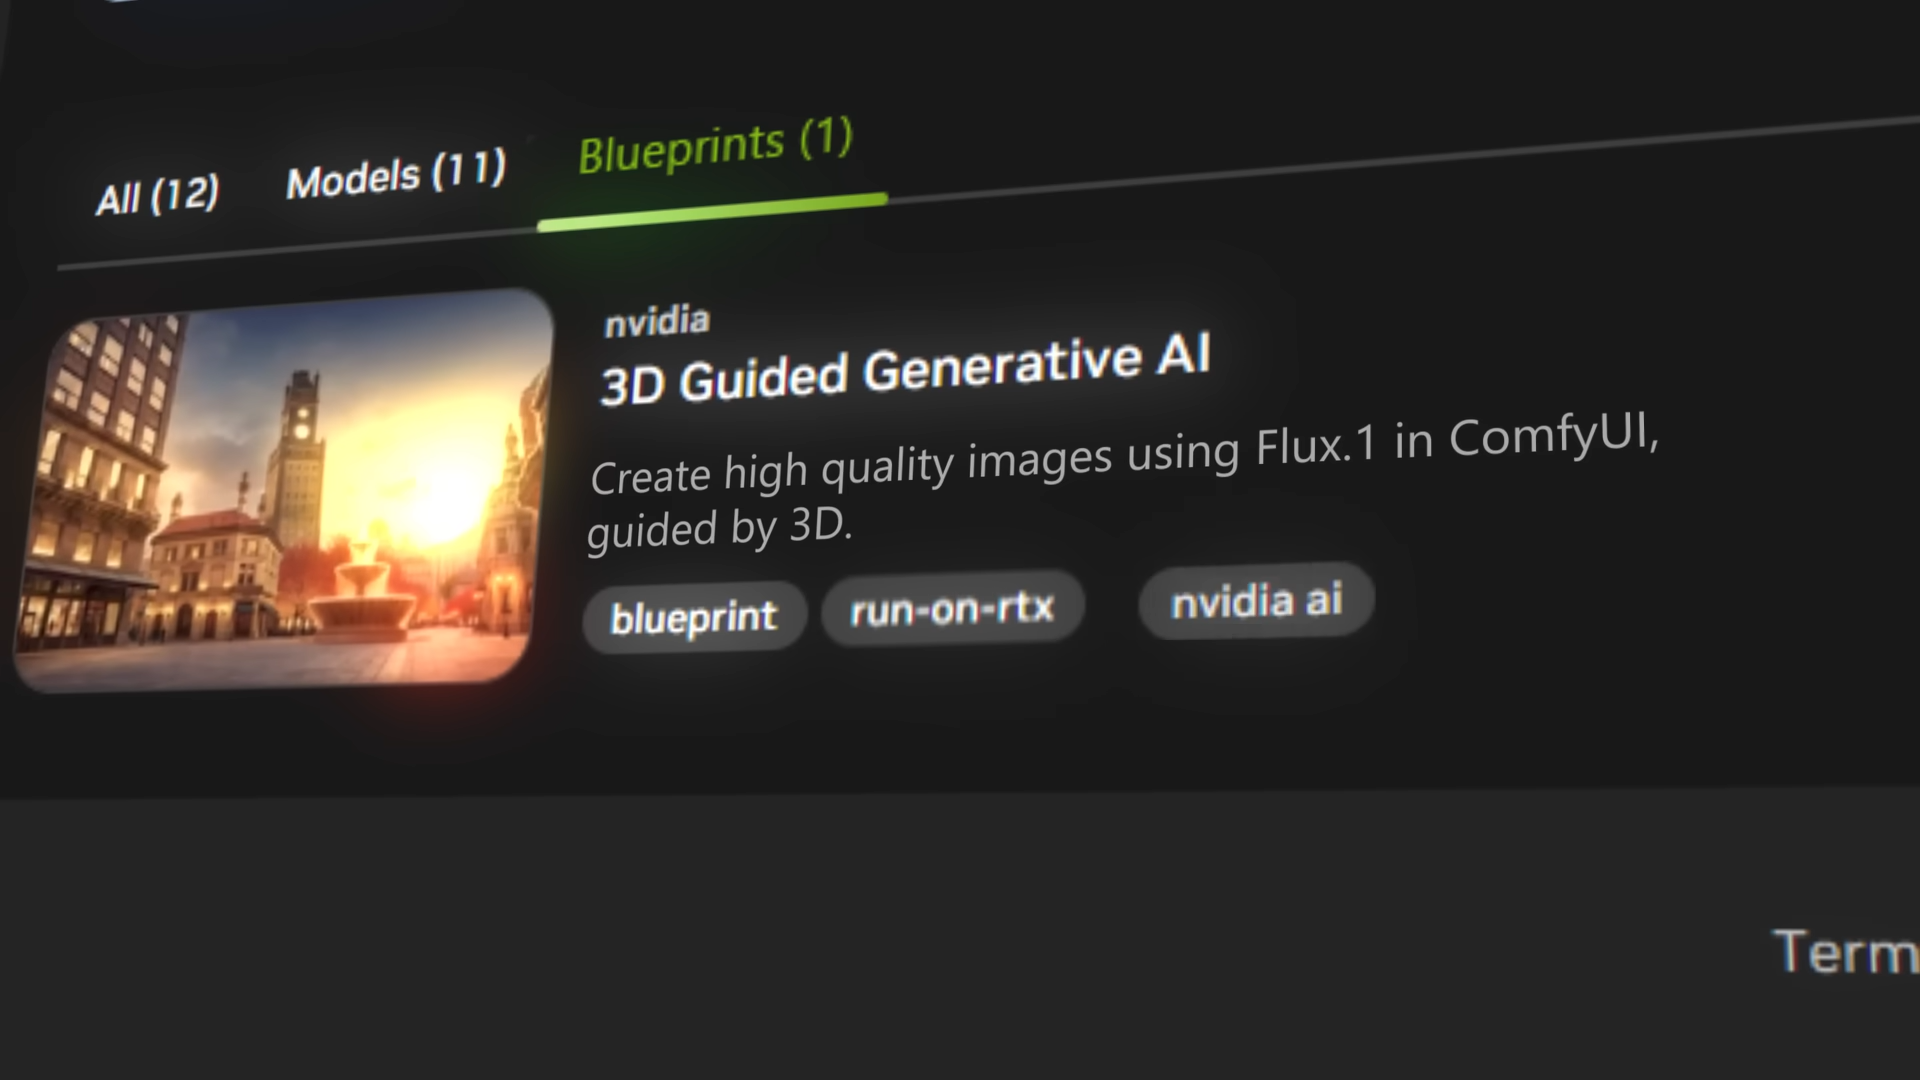 All (12) Models (11) Blueprints (1)
nvidia
3D Guided Generative AI
Create high quality images using Flux.1 in ComfyUI,
guided by 3D.
blueprint run-on-rtx nvidia ai
Term